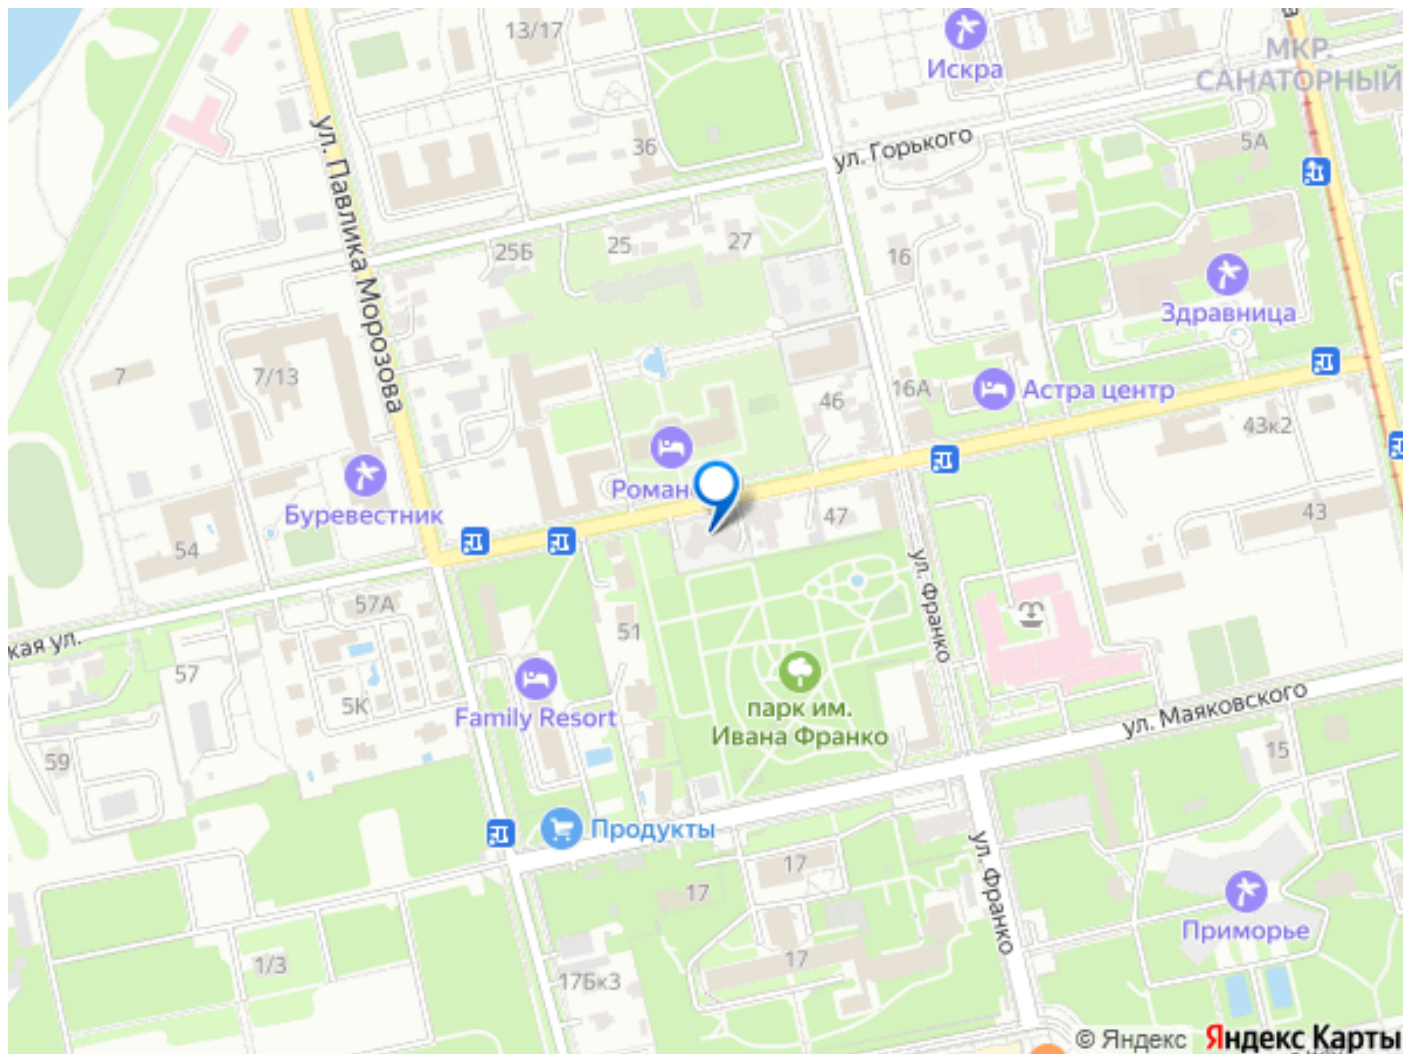 13/17
Искра
МКР.
САНАТОРНЫЙ
ул. Горького
5А
36
ул. Павлика Морозова
25Б
25
27
16
Здравница
7
7/13
46
16А
Астра центр
43к2
Буревестник
47
43
54
57А
ул. Франко
51
кая ул.
57
5К
Family Resort
парк им.
Ивана Франко
ул. Маяковского
15
59
Продукты
17
17
ул. Франко
Приморье
17
1/3
17Бк3
© Яндекс
Яндекс Карты